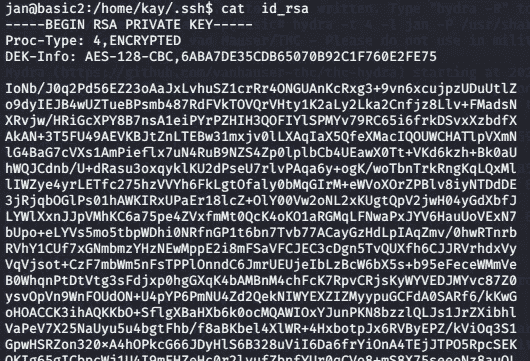 jan@basic2:/home/kay/.ssh$ cat  id_rsa
-----BEGIN RSA PRIVATE KEY-----
Proc-Type: 4,ENCRYPTED
DEK-Info: AES-128-CBC,6ABA7DE35CDB65070B92C1F760E2FE75

IoNb/J0q2Pd56EZ23oAaJxLvhuSZ1crRr4ONGUAnKcRxg3+9vn6xcujpzUDuUtlZ
o9dyIEJB4wUZTueBPsmb487RdFVkTOVQrVHty1K2aLy2Lka2Cnfjz8Llv+FMadsN
XRvjw/HRiGcXPY8B7nsA1eiPYrPZHIH3QOFIYlSPMYv79RC65i6frkDSvxXzbdfX
AkAN+3T5FU49AEVKBJtZnLTEBw31mxjv0lLXAqIaX5QfeXMacIQOUWCHATlpVXmN
lG4BaG7cVXs1AmPieflx7uN4RuB9NZS4Zp0lplbCb4UEawX0Tt+VKd6kzh+Bk0aU
hWQJCdnb/U+dRasu3oxqyklKU2dPseU7rlvPAqa6y+ogK/woTbnTrkRngKqLQxMl
lIWZye4yrLETfc275hzVVYh6FkLgtOfaly0bMqGIrM+eWVoXOrZPBlv8iyNTDdDE
3jRjqbOGlPs01hAWKIRxUPaEr18lcZ+OlY00Vw2oNL2xKUgtQpV2jwH04yGdXbfJ
LYWlXxnJJpVMhKC6a75pe4ZVxfmMt0QcK4oKO1aRGMqLFNwaPxJYV6HauUoVExN7
bUpo+eLYVs5mo5tbpWDhi0NRfnGP1t6bn7Tvb77ACayGzHdLpIAqZmv/0hwRTnrb
RVhY1CUf7xGNmbmzYHzNEwMppE2i8mFSaVFCJEC3cDgn5TvQUXfh6CJJRVrhdxVy
VqVjsot+CzF7mbWm5nFsTPPlOnndC6JmrUEUjeIbLzBcW6bX5s+b95eFeceWMmVe
B0WhqnPtDtVtg3sFdjxp0hgGXqK4bAMBnM4chFcK7RpvCRjsKyWYVEDJMYvc87Z0
ysvOpVn9WnFOUdON+U4pYP6PmNU4Zd2QekNIWYEXZIZMyypuGCFdA0SARf6/kKwG
oHOACCK3ihAQKKbO+SflgXBaHXb6k0ocMQAWIOxYJunPKN8bzzlQLJs1JrZXibhl
VaPeV7X25NaUyu5u4bgtFhb/f8aBKbel4XlWR+4HxbotpJx6RVByEPZ/kViOq3S1
GpwHSRZon320xA4hOPkcG66JDyHlS6B328uViI6Da6frYiOnA4TEjJTPO5RpcSEK